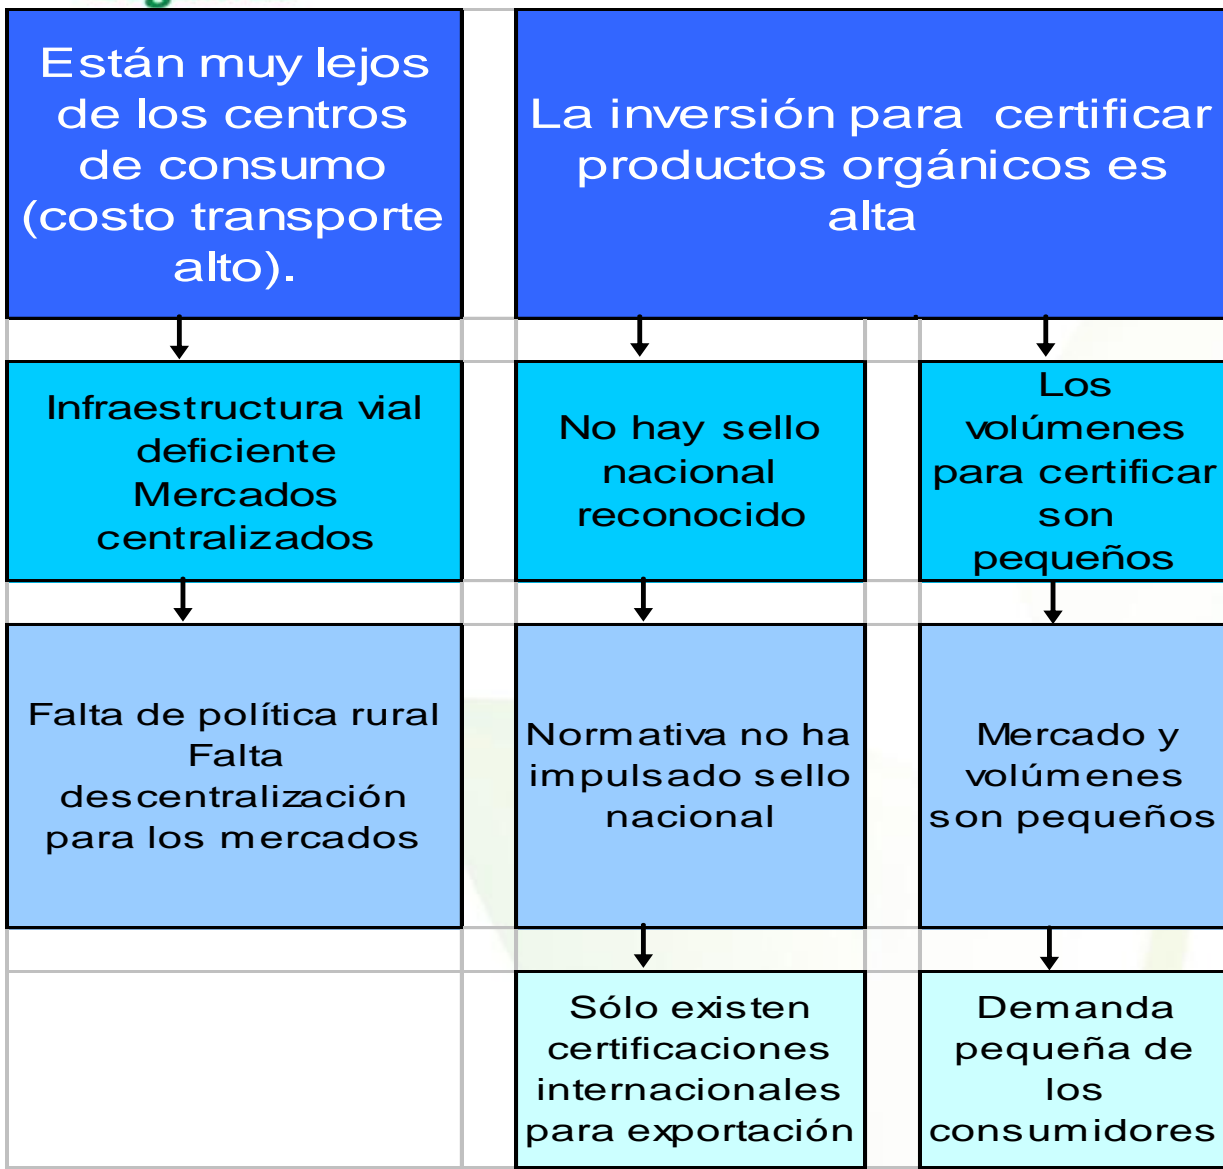 Están muy lejos
de los centros
de consumo
(costo transporte
alto).
La inversión para certificar
productos orgánicos es
alta
Infraestructura vial
deficiente
Mercados
centralizados
No hay sello
nacional
reconocido
Los
volúmenes
para certificar
son
pequeños
Falta de política rural
Falta
descentralización
para los mercados
Normativa no ha
impulsado sello
nacional
Mercado y
volúmenes
son pequeños
Sólo existen
certificaciones
internacionales
para exportación
Demanda
pequeña de
los
consumidores